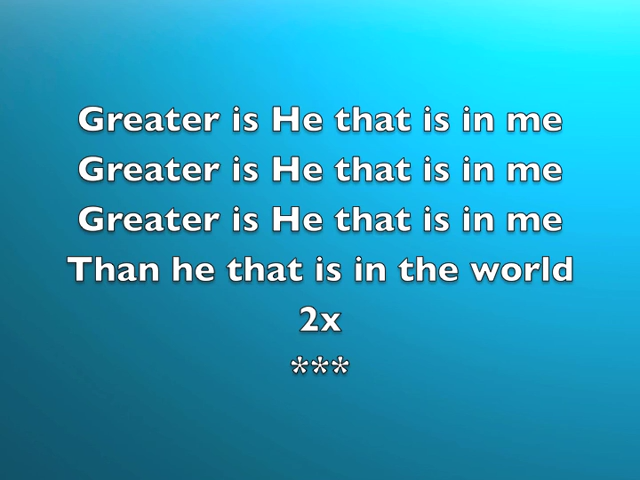 Greater is He that is in me
Greater is He that is in me
Greater is He that is in me
Than he that is in the world
2x
***